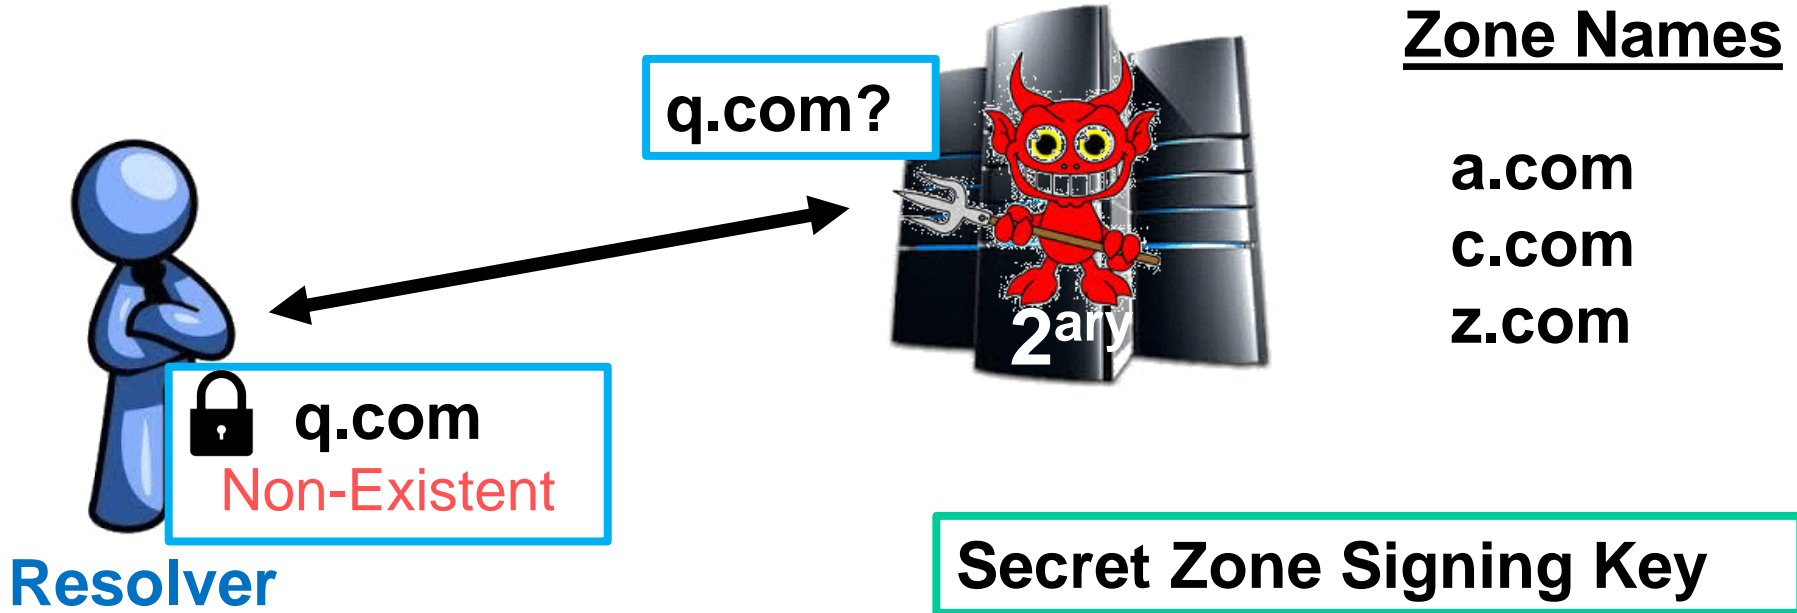 Zone Names
q.com?
a.com
c.com
z.com
2ary
q.com
Non-Existent
Resolver
Secret Zone Signing Key